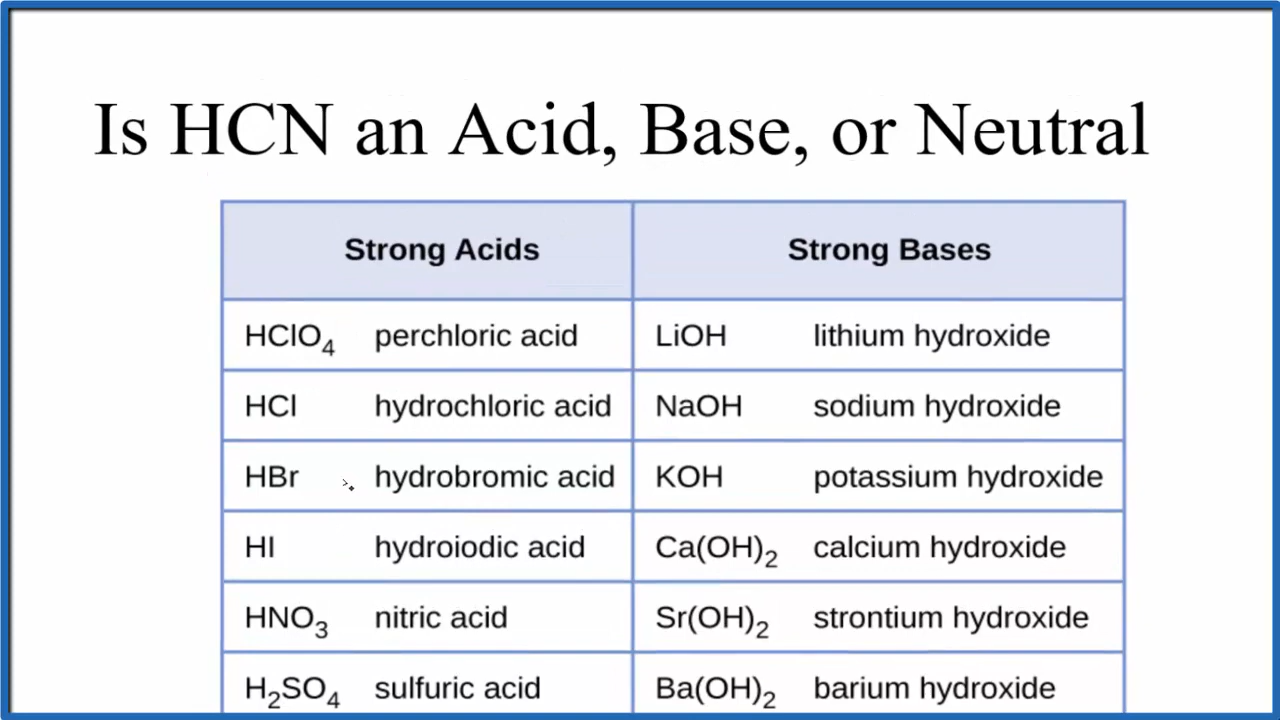 Is HCN an Acid, Base, or Neutral
Strong Acids Strong Bases
HClO4 perchloric acid LiOH lithium hydroxide
HCl hydrochloric acid NaOH sodium hydroxide
HBr hydrobromic acid KOH potassium hydroxide
HI hydroiodic acid Ca(OH)2 calcium hydroxide
HNO3 nitric acid Sr(OH)2 strontium hydroxide
H2SO4 sulfuric acid Ba(OH)2 barium hydroxide